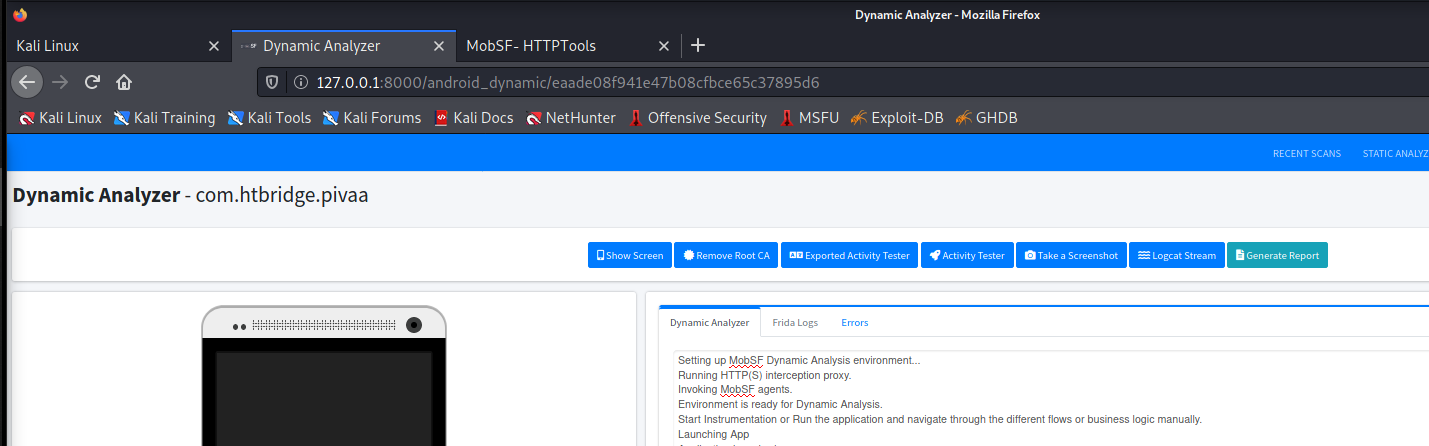 Dynamic Analyzer - Mozilla Firefox
Kali Linux
Dynamic Analyzer
MobSF- HTTPTools
127.0.0.1:8000/android_dynamic/eaade08f941e47b08cfbce65c37895d6
Kali Linux Kali Training Kali Tools Kali Forums Kali Docs NetHunter Offensive Security MSFU Exploit-DB GHDB
RECENT SCANS STATIC ANALYZ
Dynamic Analyzer - com.htbridge.pivaa
Show Screen Remove Root CA Exported Activity Tester Activity Tester Take a Screenshot Logcat Stream Generate Report
Dynamic Analyzer Frida Logs Errors
Setting up MobSF Dynamic Analysis environment...
Running HTTP(S) interception proxy.
Invoking MobSF agents.
Environment is ready for Dynamic Analysis.
Start Instrumentation or Run the application and navigate through the different flows or business logic manually.
Launching App